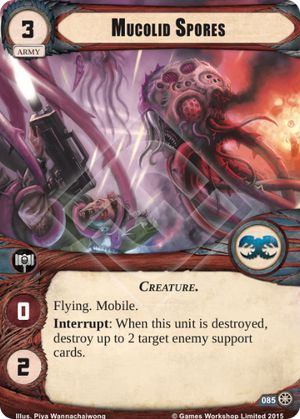 3
ARMY
MUCOLID SPORES
CREATURE.
Flying. Mobile.
0
Interrupt: When this unit is destroyed,
destroy up to 2 target enemy support
cards.
2
085
Illus. Piya Wannachaiwong
© Games Workshop Limited 2015